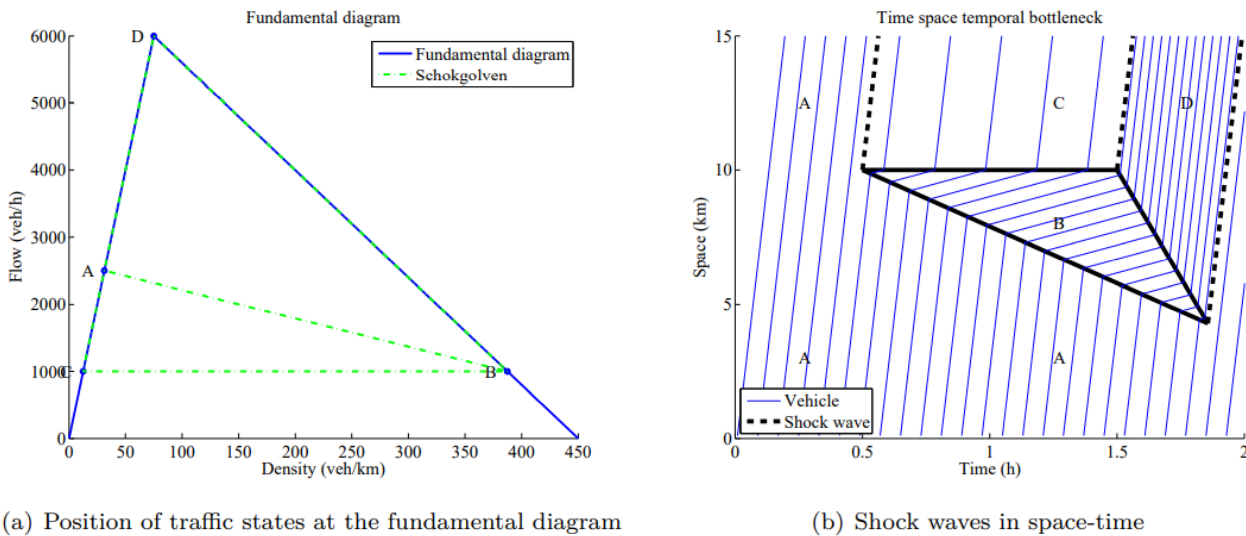 Fundamental diagram
6000
5000
4000
3000
2000
1000
0
Flow (veh/h)
D
A
C
B
Fundamental diagram
Schokgolven
0 50 100 150 200 250 300 350 400 450
Density (veh/km)
(a) Position of traffic states at the fundamental diagram
Time space temporal bottleneck
15
10
5
0
Space (km)
A
C
D
B
A
A
Vehicle
Shock wave
0 0.5 1 1.5 2
Time (h)
(b) Shock waves in space-time